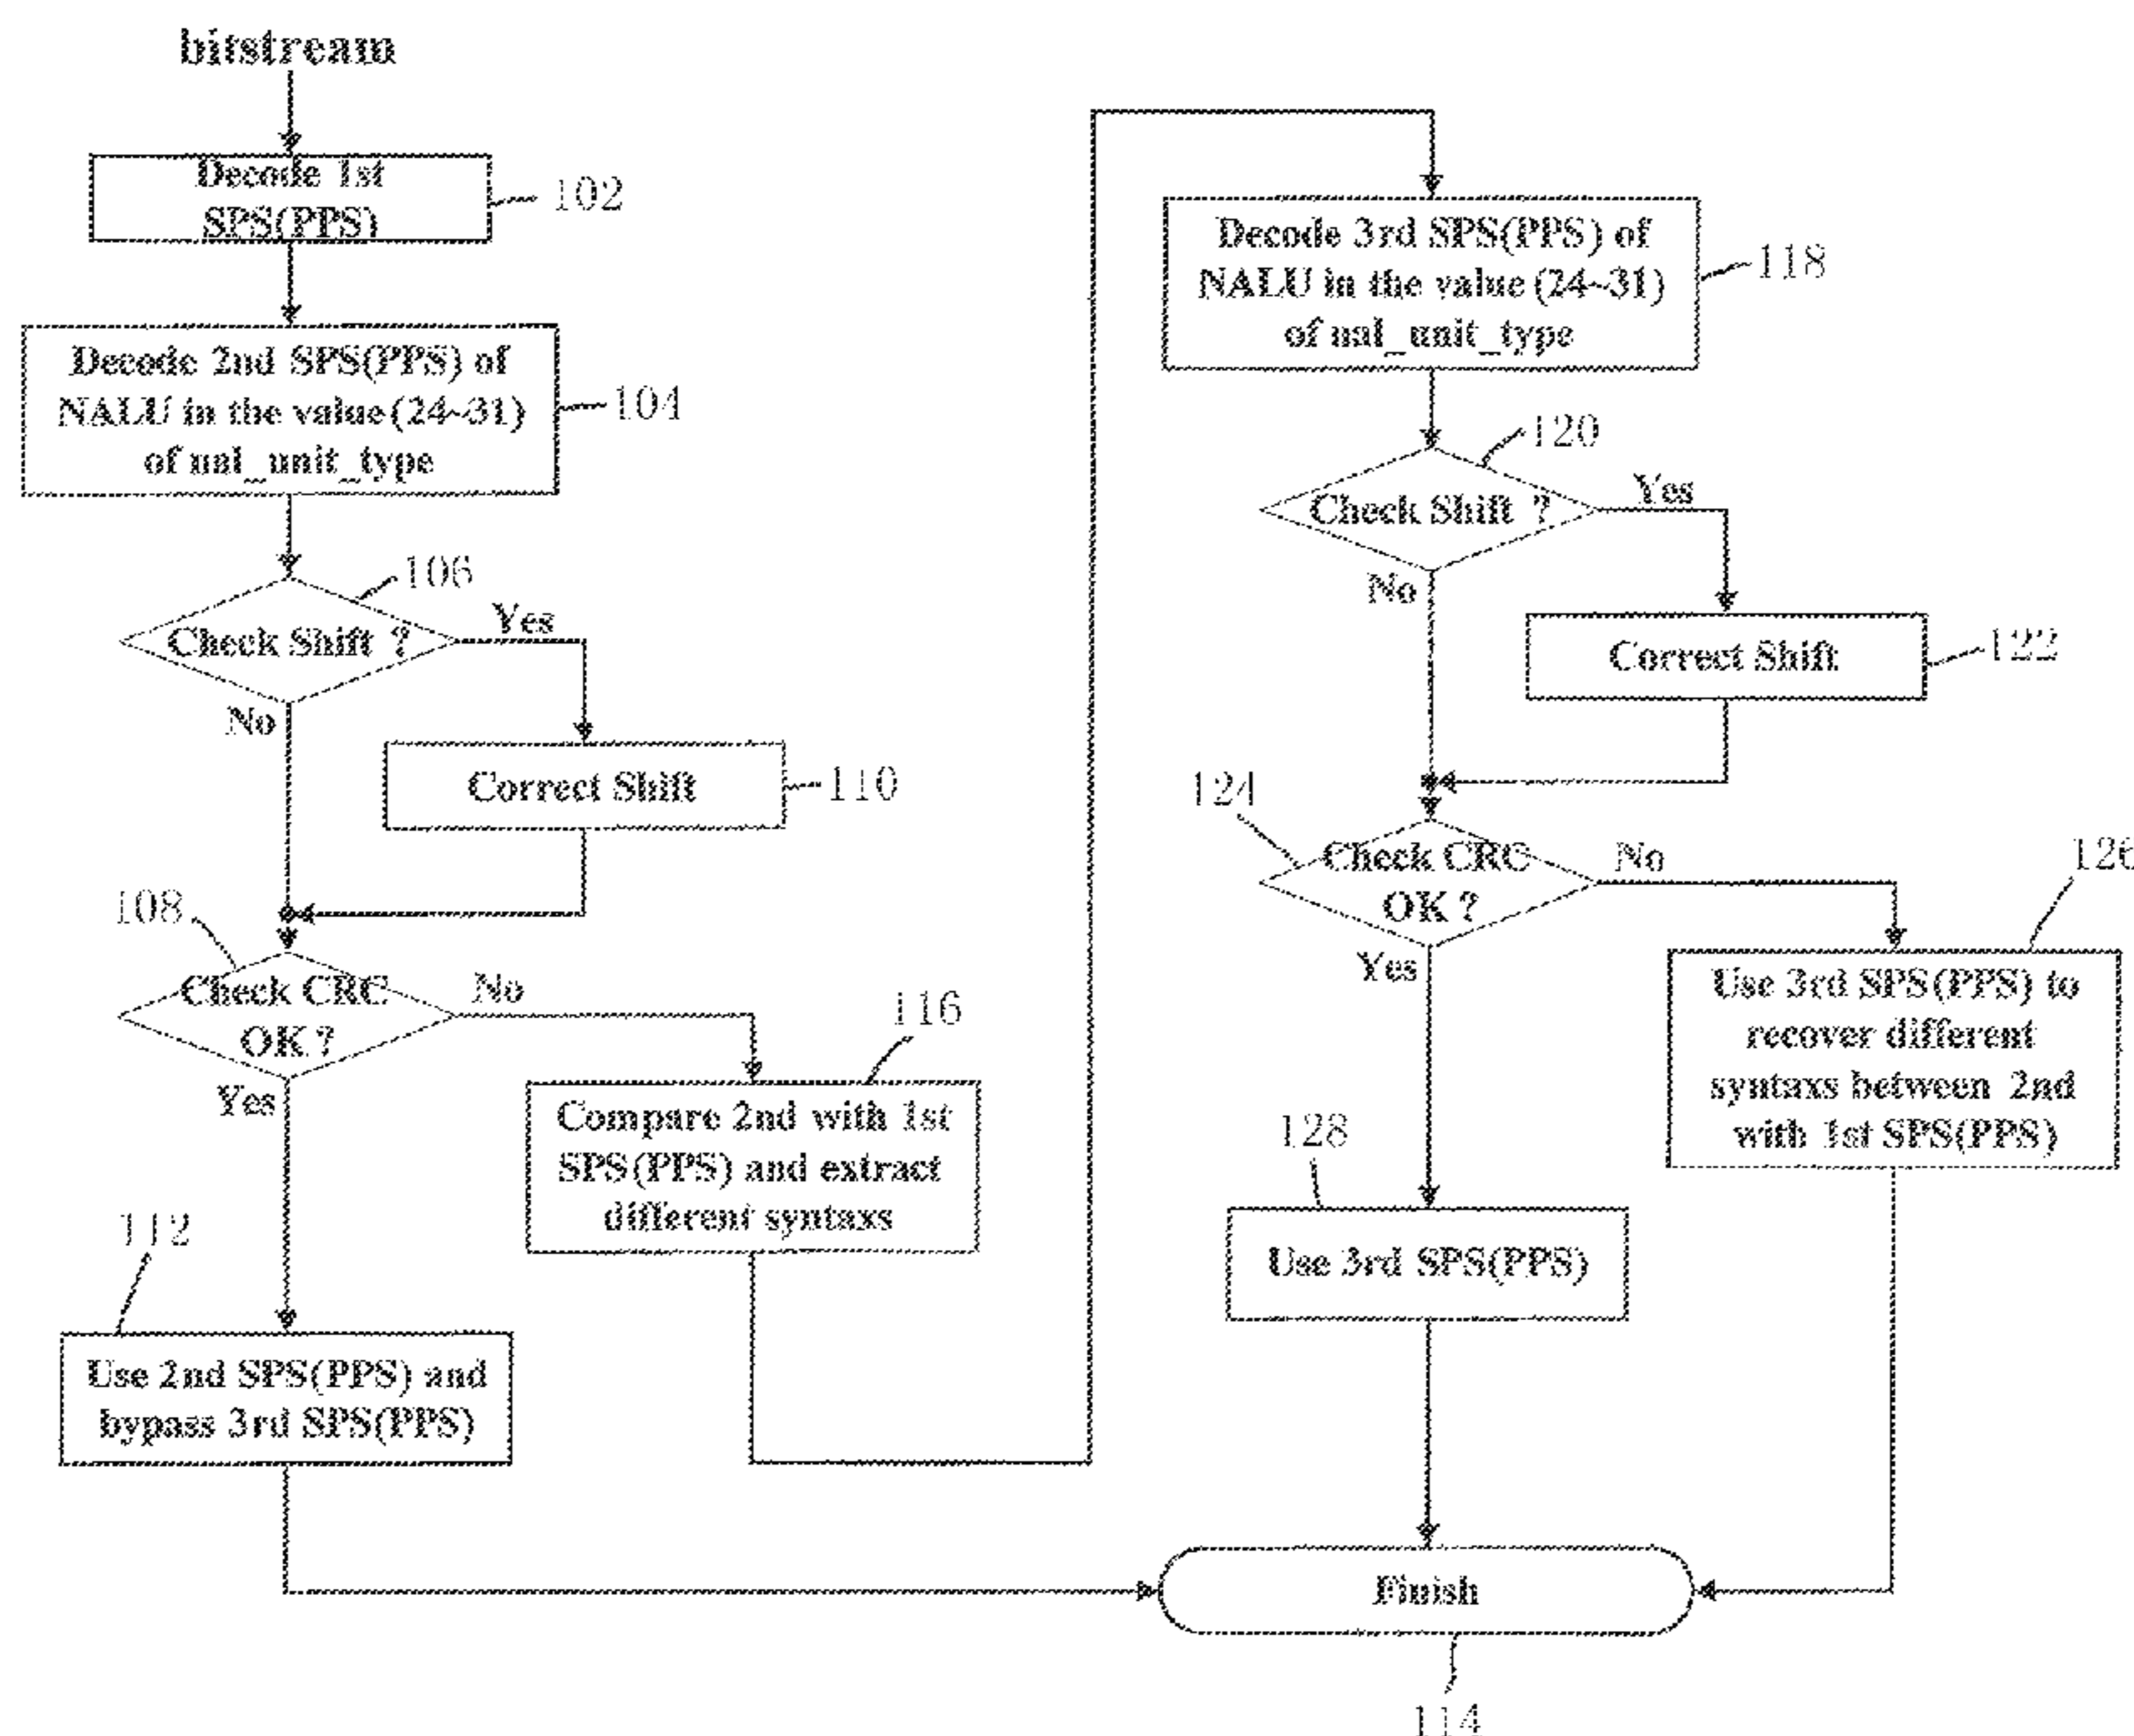 bitstream
Decode 1st
SPS(PPS)
102
Decode 2nd SPS(PPS) of
NALU in the value (24~31)
of nal_unit_type
104
106
Check Shift ?
Yes
No
Correct Shift
110
108
Check CRC
OK ?
No
Yes
116
Compare 2nd with 1st
SPS(PPS) and extract
different syntaxs
112
Use 2nd SPS(PPS) and
bypass 3rd SPS(PPS)
Decode 3rd SPS(PPS) of
NALU in the value (24~31)
of nal_unit_type
118
120
Check Shift ?
Yes
No
Correct Shift
122
124
Check CRC
OK ?
No
Yes
126
Use 3rd SPS(PPS) to
recover different
syntaxs between 2nd
with 1st SPS(PPS)
128
Use 3rd SPS(PPS)
Finish
114